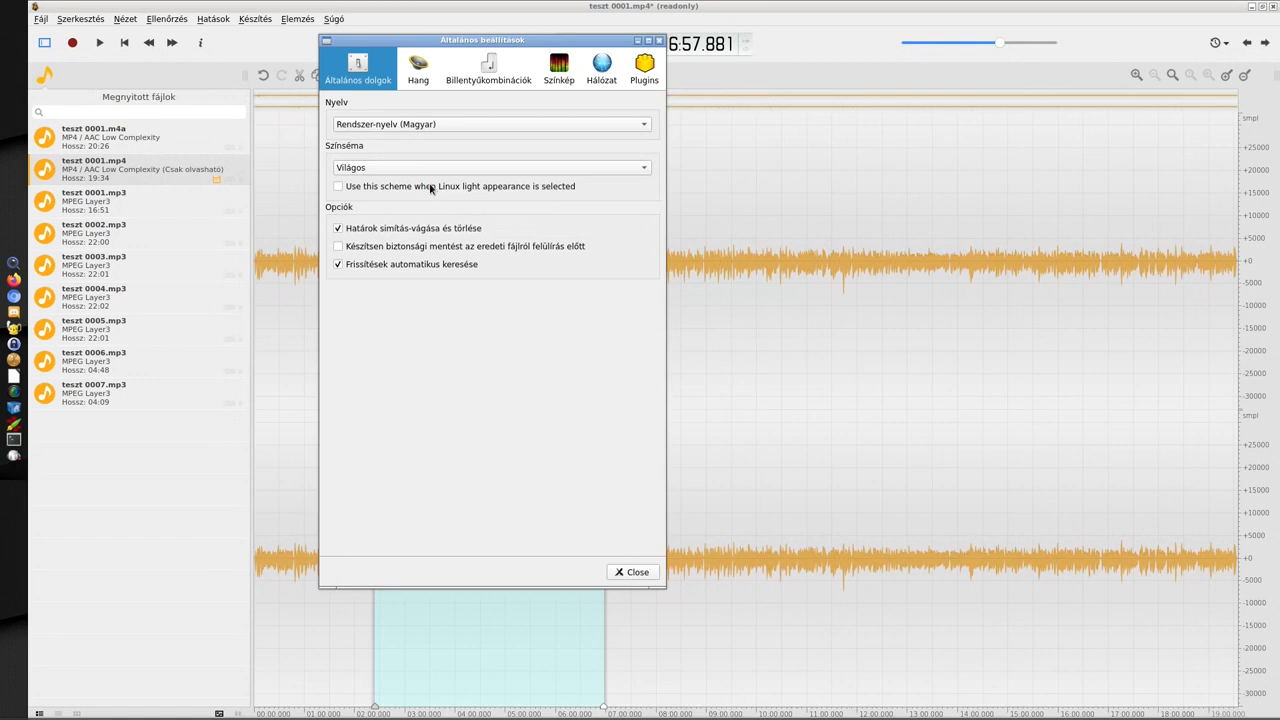 teszt 0001.mp4* (readonly)
Fájl Szerkesztés Nézet Ellenőrzés Hatások Készítés Elemzés Súgó
Általános beállítások
6:57.881
Általános dolgok Hang Billentyűkombinációk Színkép Hálózat Plugins
Megnyitott fájlok
teszt 0001.m4a
MP4 / AAC Low Complexity
Hossz: 20:26
teszt 0001.mp4
MP4 / AAC Low Complexity (Csak olvasható)
Hossz: 19:34
teszt 0001.mp3
MPEG Layer3
Hossz: 16:51
teszt 0002.mp3
MPEG Layer3
Hossz: 22:00
teszt 0003.mp3
MPEG Layer3
Hossz: 22:01
teszt 0004.mp3
MPEG Layer3
Hossz: 22:02
teszt 0005.mp3
MPEG Layer3
Hossz: 22:01
teszt 0006.mp3
MPEG Layer3
Hossz: 04:48
teszt 0007.mp3
MPEG Layer3
Hossz: 04:09
Nyelv
Rendszer-nyelv (Magyar)
Színséma
Világos
Use this scheme when Linux light appearance is selected
Opciók
Határok simítás-vágása és törlése
Készítsen biztonsági mentést az eredeti fájlról felülírás előtt
Frissítések automatikus keresése
Close
smpl
+25000
+20000
+15000
+10000
+5000
+0
-5000
-10000
-15000
-20000
-25000
-30000
smpl
+25000
+20000
+15000
+10000
+5000
+0
-5000
-10000
-15000
-20000
-25000
-30000
00 00.000 01:00.000 02:00.000 03:00.000 04:00.000 05:00.000 06:00.000 07:00.000 08:00.000 09:00.000 10:00.000 11:00.000 12:00.000 13:00.000 14:00.000 15:00.000 16:00.000 17:00.000 18:00.000 19:00.000